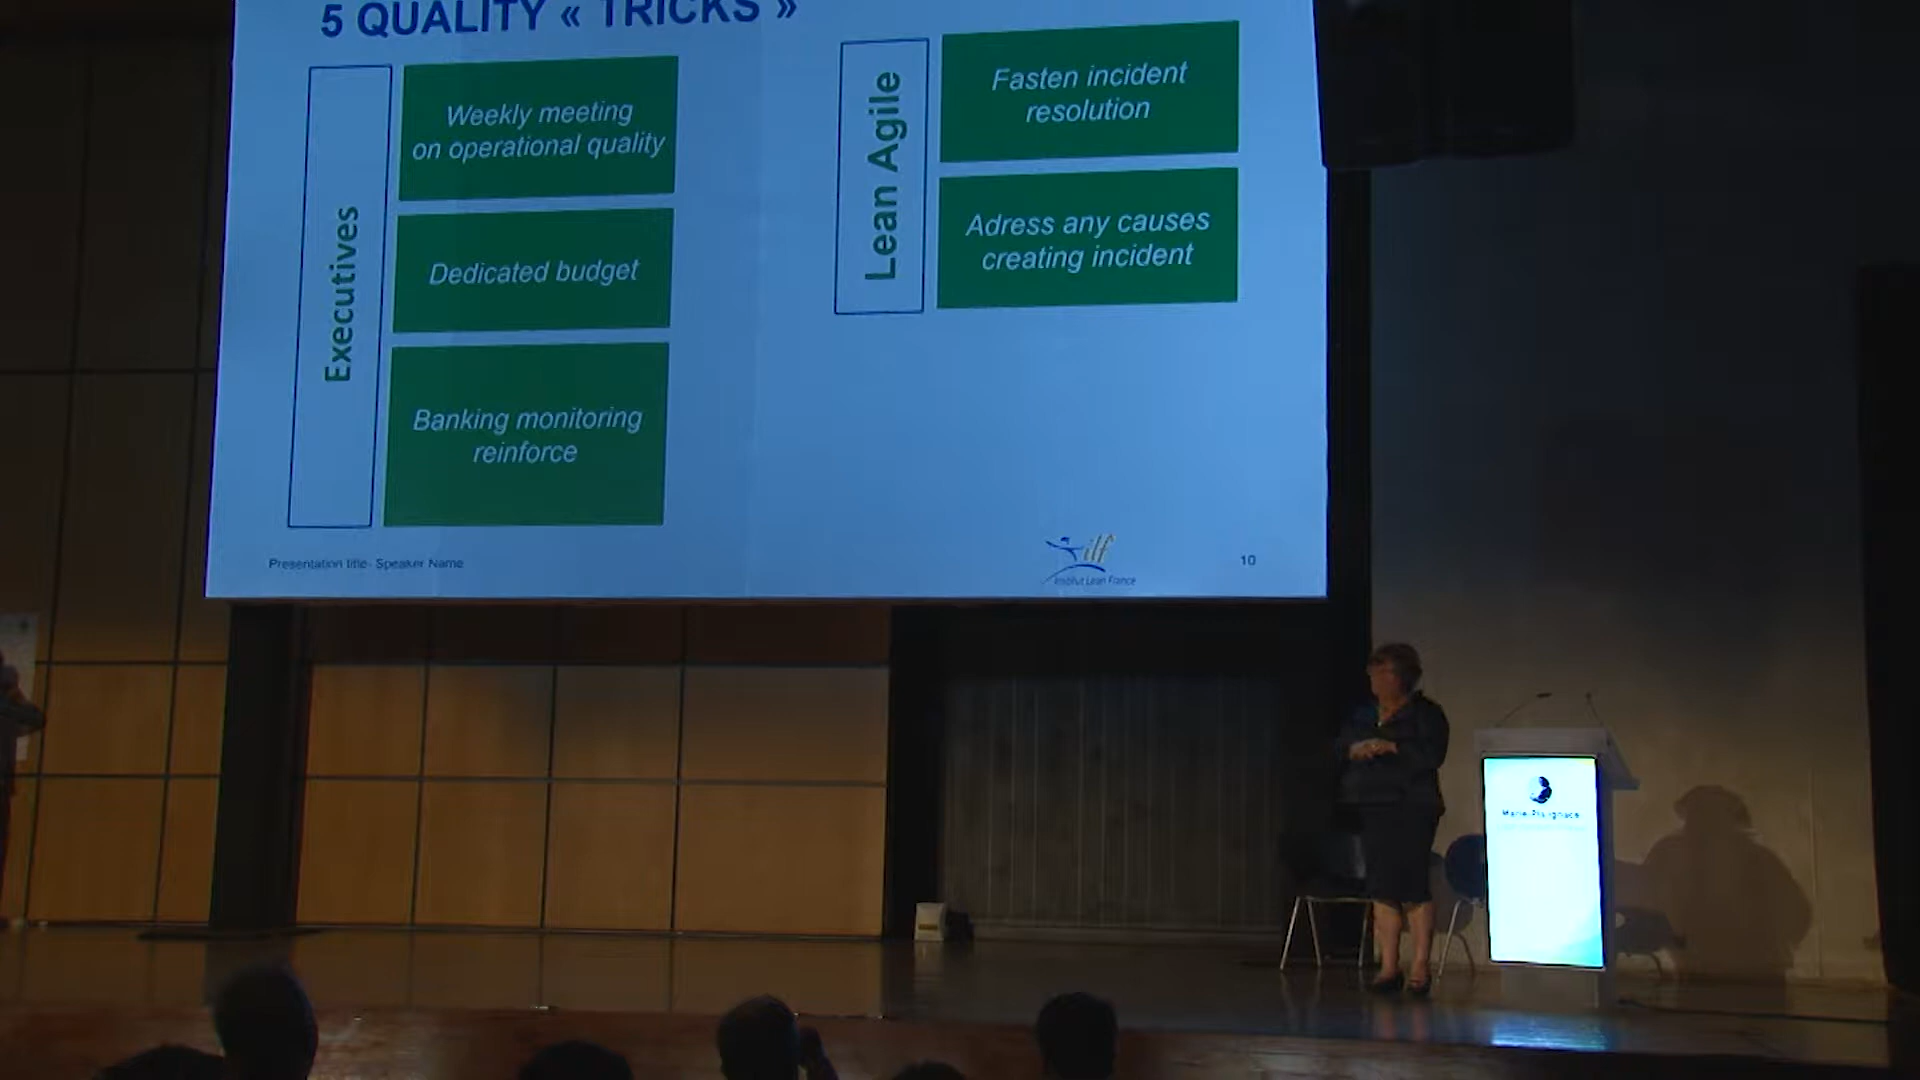 5 QUALITY « TRICKS »
Executives
Weekly meeting
on operational quality
Dedicated budget
Banking monitoring
reinforce
Lean Agile
Fasten incident
resolution
Adress any causes
creating incident
Presentation title- Speaker Name
ilf
Institut Lean France
10